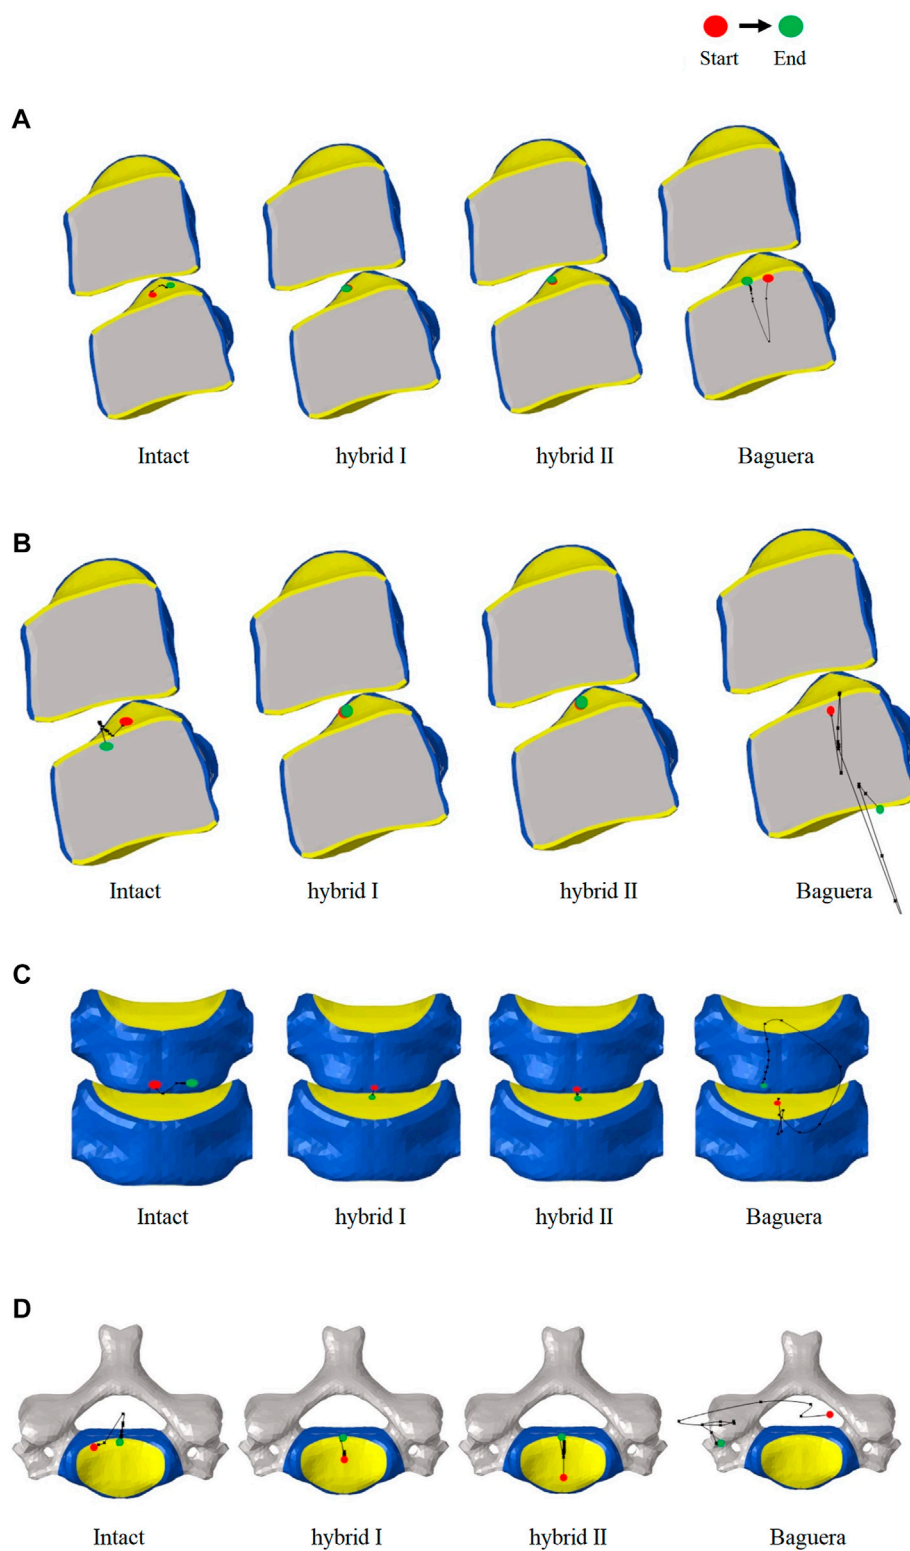 Start End
A
Intact hybrid I hybrid II Baguera
B
Intact hybrid I hybrid II Baguera
C
Intact hybrid I hybrid II Baguera
D
Intact hybrid I hybrid II Baguera